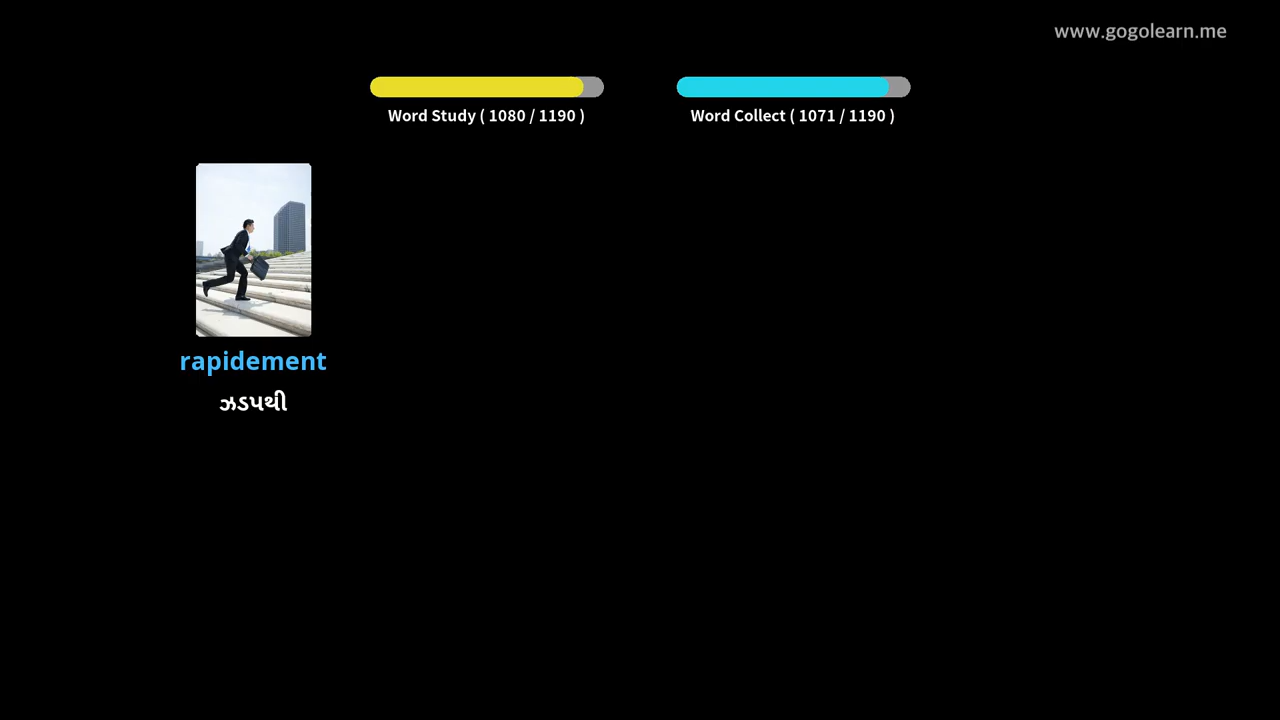 www.gogolearn.me
Word Study ( 1080 / 1190 )
Word Collect ( 1071 / 1190 )
rapidement
ઝડપથી